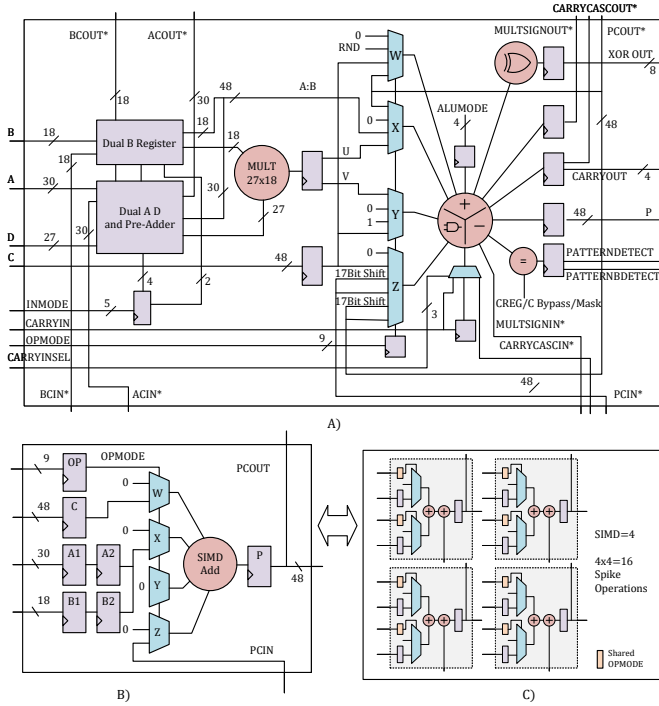 CARRYCASCOUT*
BCOUT*
ACOUT*
MULTSIGNOUT*
PCOUT*
0
RND
W
XOR OUT
8
18
30
48
A:B
ALUMODE
4
48
B
18
Dual B Register
18
18
18
MULT
27x18
U
X
A
30
Dual A D
and Pre-Adder
30
27
V
0
1
Y
CARRYOUT
4
48
P
D
27
30
C
48
0
17Bit Shift
17Bit Shift
Z
=
PATTERNDETECT
PATTERNBDETECT
4
2
CREG/C Bypass/Mask
INMODE
5
3
MULTSIGNIN*
CARRYIN
OPMODE
9
CARRYCASCIN*
CARRYINSEL
48
BCIN*
ACIN*
PCIN*
A)
9
OP
OPMODE
PCOUT
0
W
48
C
0
X
SIMD
Add
P
48
30
A1
A2
0
Y
18
B1
B2
0
Z
PCIN
B)
SIMD=4
4x4=16
Spike
Operations
Shared
OPMODE
C)